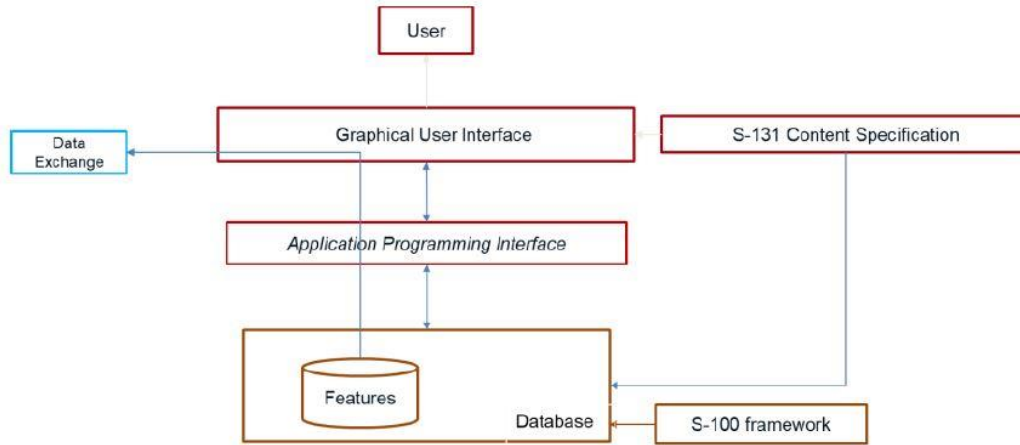 User
Graphical User Interface
Data
Exchange
S-131 Content Specification
Application Programming Interface
Features
Database
S-100 framework